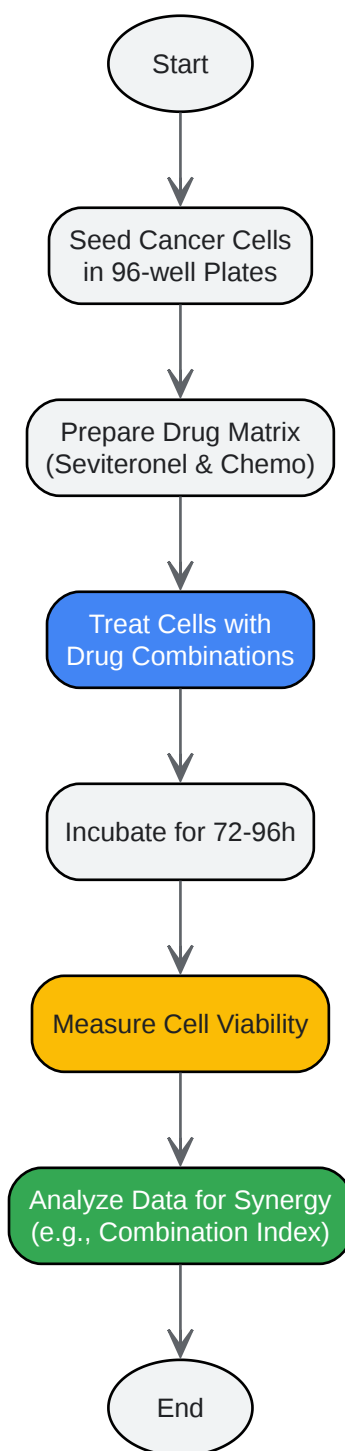 Start
Seed Cancer Cells
in 96-well Plates
Prepare Drug Matrix
(Seviteronel & Chemo)
Treat Cells with
Drug Combinations
Incubate for 72-96h
Measure Cell Viability
Analyze Data for Synergy
(e.g., Combination Index)
End